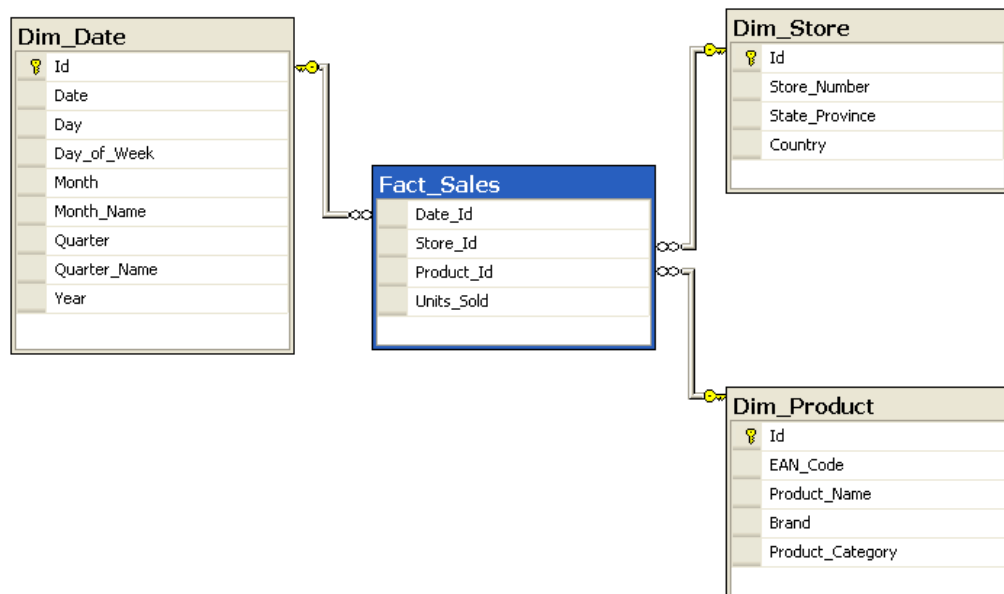 Dim_Date
Id
Date
Day
Day_of_Week
Month
Month_Name
Quarter
Quarter_Name
Year
Fact_Sales
Date_Id
Store_Id
Product_Id
Units_Sold
Dim_Store
Id
Store_Number
State_Province
Country
Dim_Product
Id
EAN_Code
Product_Name
Brand
Product_Category